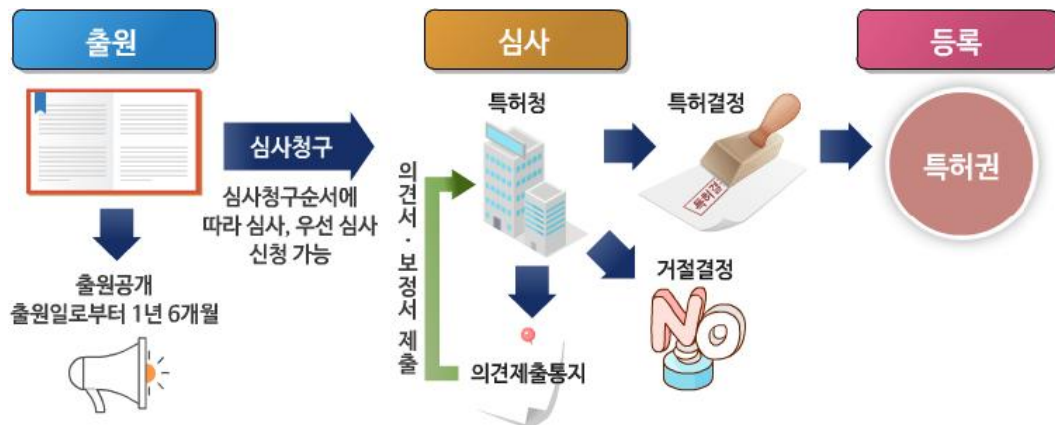 출원
심사
등록
심사청구
심사청구순서에
따라 심사, 우선 심사
신청 가능
출원공개
출원일로부터 1년 6개월
특허청
의견서 · 보정서 제출
의견제출통지
특허결정
거절결정
NO
특허권